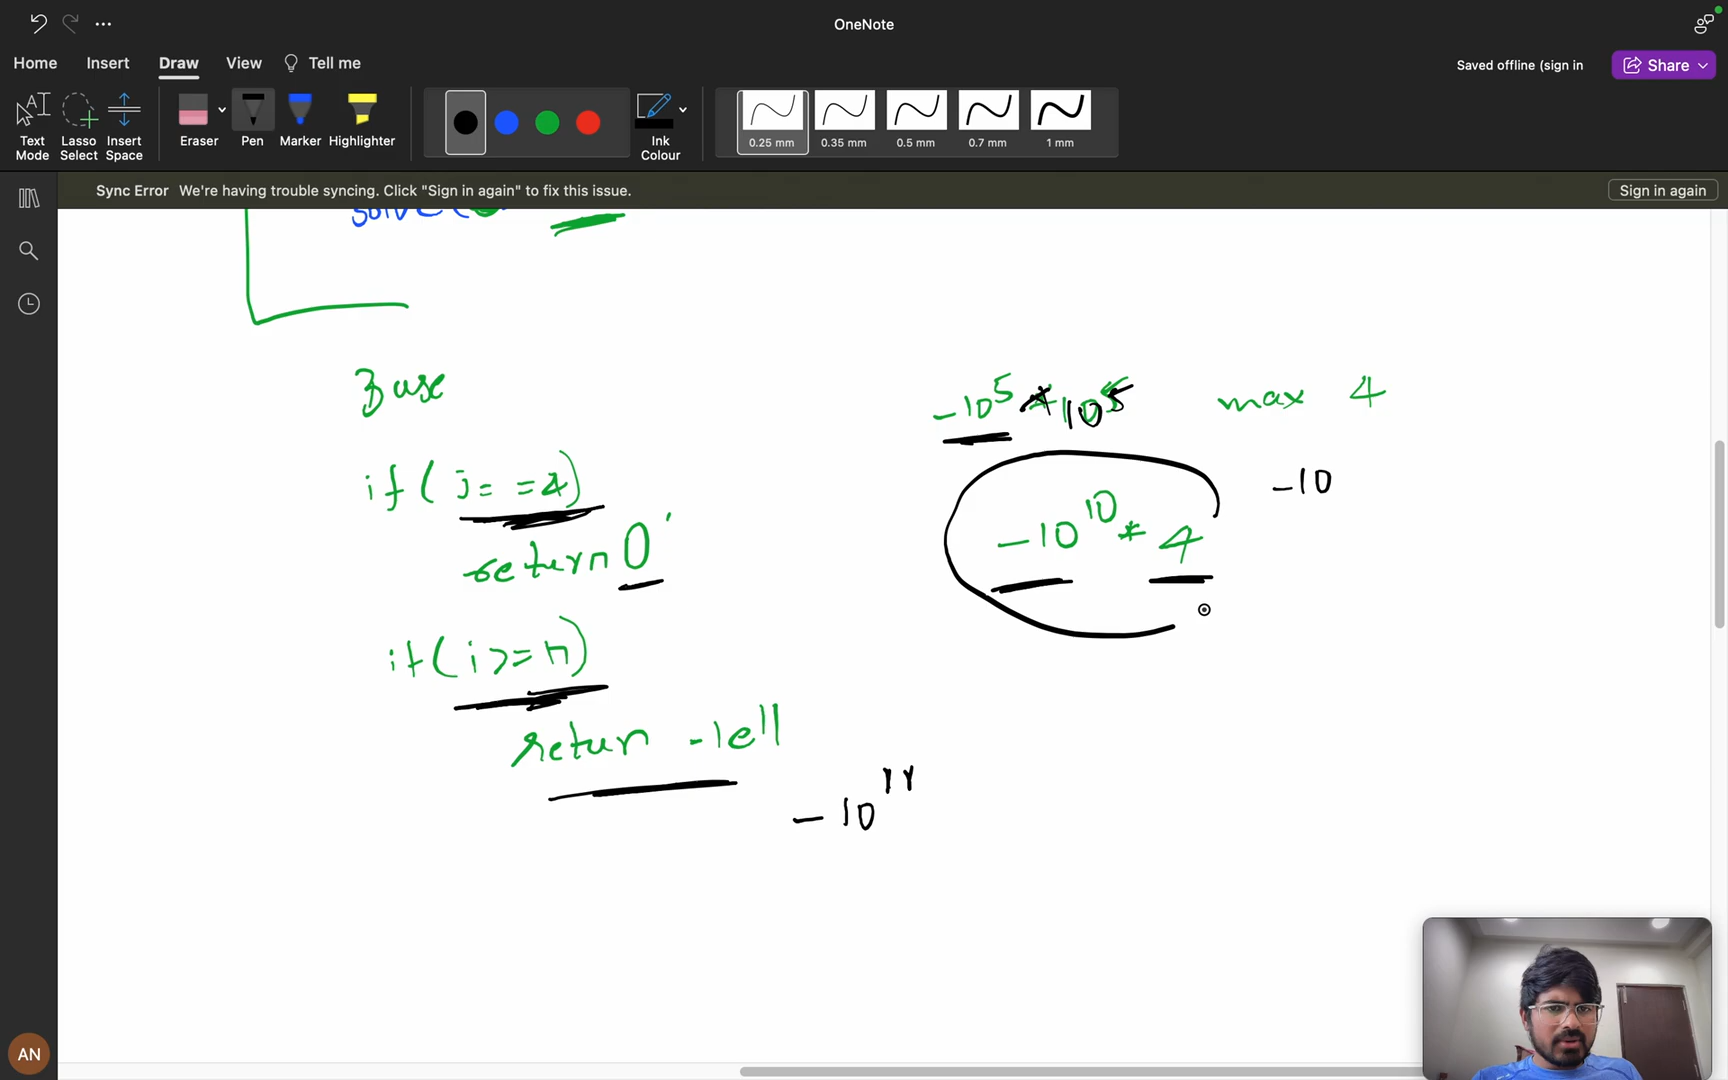 OneNote
Home Insert Draw View Tell me
Saved offline (sign in
Share
Text Mode
Lasso Select
Insert Space
Eraser
Pen
Marker
Highlighter
Ink Colour
0.25 mm
0.35 mm
0.5 mm
0.7 mm
1 mm
Sync Error We're having trouble syncing. Click "Sign in again" to fix this issue.
Sign in again
solve (
Base
-10^5 * 10^5 max 4
if( j==4)
-10
return 0
-10^10 * 4
if( i>=n)
return -1e11
-10^11
AN